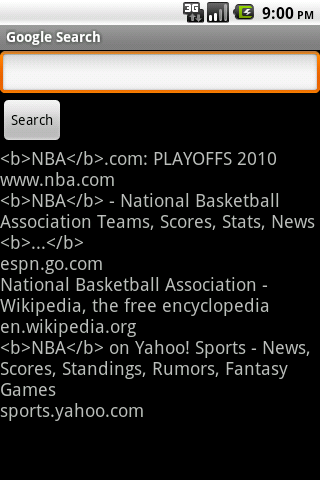 3G 9:00 PM
Google Search
Search
<b>NBA</b>.com: PLAYOFFS 2010
www.nba.com
<b>NBA</b> - National Basketball
Association Teams, Scores, Stats, News
<b>...</b>
espn.go.com
National Basketball Association -
Wikipedia, the free encyclopedia
en.wikipedia.org
<b>NBA</b> on Yahoo! Sports - News,
Scores, Standings, Rumors, Fantasy
Games
sports.yahoo.com